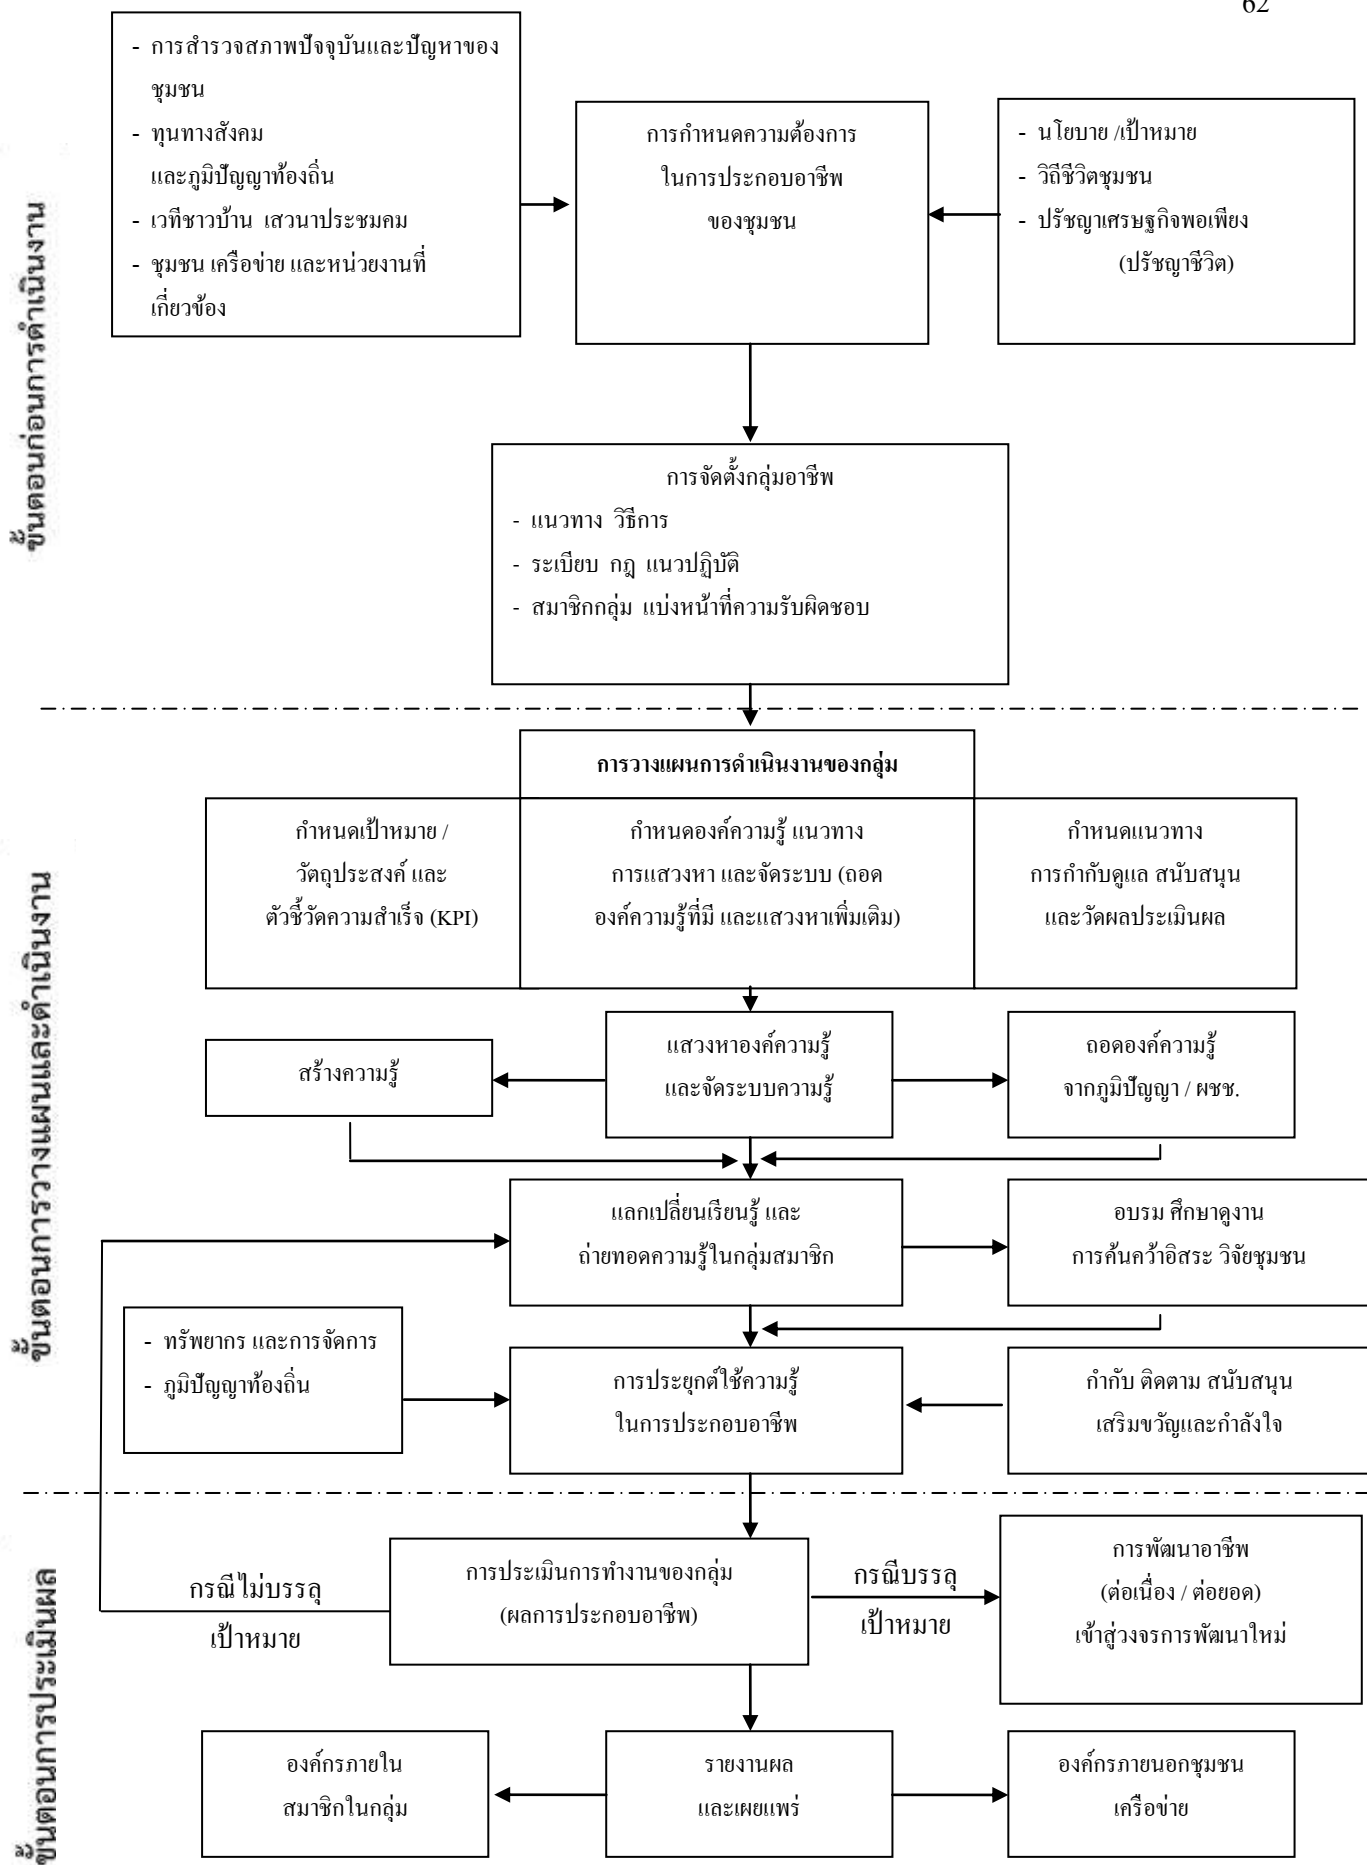 62
ขั้นตอนก่อนการดำเนินงาน
- การสำรวจสภาพปัจจุบันและปัญหาของ
ชุมชน
- ทุนทางสังคม
และภูมิปัญญาท้องถิ่น
- เวทีชาวบ้าน เสวนาประชมคม
- ชุมชน เครือข่าย และหน่วยงานที่
เกี่ยวข้อง
การกำหนดความต้องการ
ในการประกอบอาชีพ
ของชุมชน
- นโยบาย /เป้าหมาย
- วิถีชีวิตชุมชน
- ปรัชญาเศรษฐกิจพอเพียง
(ปรัชญาชีวิต)
การจัดตั้งกลุ่มอาชีพ
- แนวทาง วิธีการ
- ระเบียบ กฎ แนวปฏิบัติ
- สมาชิกกลุ่ม แบ่งหน้าที่ความรับผิดชอบ
ขั้นตอนการวางแผนและดำเนินงาน
การวางแผนการดำเนินงานของกลุ่ม
กำหนดเป้าหมาย /
วัตถุประสงค์ และ
ตัวชี้วัดความสำเร็จ (KPI)
กำหนดองค์ความรู้ แนวทาง
การแสวงหา และจัดระบบ (ถอด
องค์ความรู้ที่มี และแสวงหาเพิ่มเติม)
กำหนดแนวทาง
การกำกับดูแล สนับสนุน
และวัดผลประเมินผล
สร้างความรู้
แสวงหาองค์ความรู้
และจัดระบบความรู้
ถอดองค์ความรู้
จากภูมิปัญญา / ผชช.
แลกเปลี่ยนเรียนรู้ และ
ถ่ายทอดความรู้ในกลุ่มสมาชิก
อบรม ศึกษาดูงาน
การค้นคว้าอิสระ วิจัยชุมชน
- ทรัพยากร และการจัดการ
- ภูมิปัญญาท้องถิ่น
การประยุกต์ใช้ความรู้
ในการประกอบอาชีพ
กำกับ ติดตาม สนับสนุน
เสริมขวัญและกำลังใจ
ขั้นตอนการประเมินผล
กรณีไม่บรรลุ
เป้าหมาย
การประเมินการทำงานของกลุ่ม
(ผลการประกอบอาชีพ)
กรณีบรรลุ
เป้าหมาย
การพัฒนาอาชีพ
(ต่อเนื่อง / ต่อยอด)
เข้าสู่วงจรการพัฒนาใหม่
องค์กรภายใน
สมาชิกในกลุ่ม
รายงานผล
และเผยแพร่
องค์กรภายนอกชุมชน
เครือข่าย